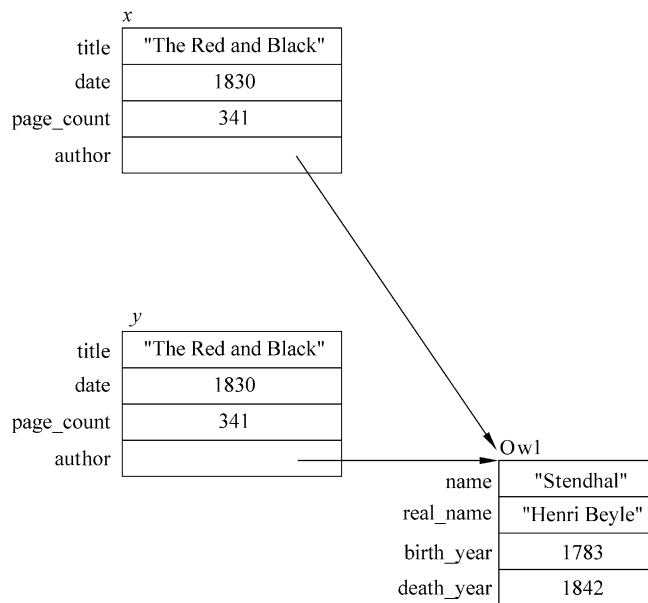 x
title "The Red and Black"
date 1830
page_count 341
author
y
title "The Red and Black"
date 1830
page_count 341
author
Owl
name "Stendhal"
real_name "Henri Beyle"
birth_year 1783
death_year 1842